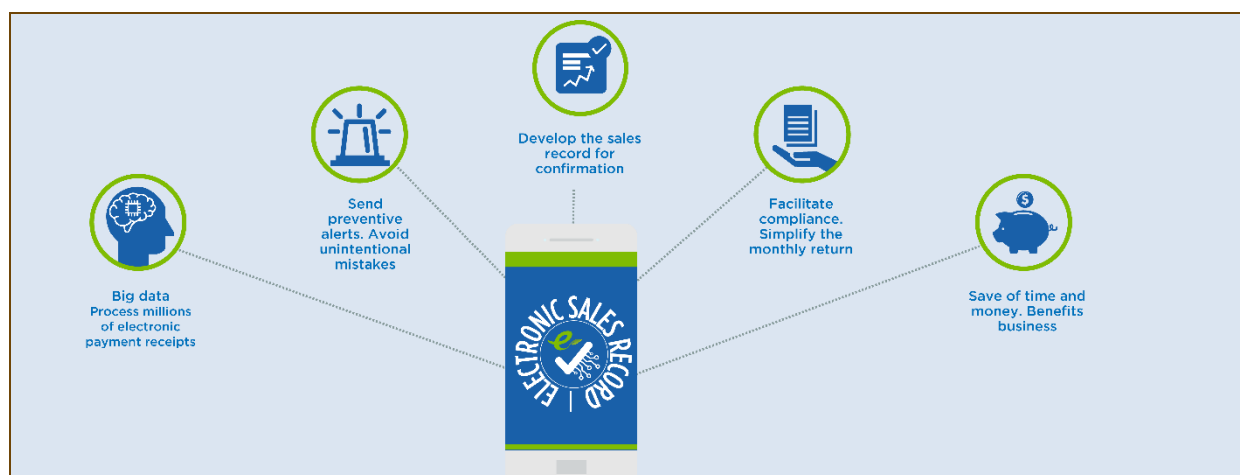 Develop the sales
record for
confirmation
Send
preventive
alerts. Avoid
unintentional
mistakes
Facilitate
compliance.
Simplify the
monthly return
Big data
Process millions
of electronic
payment receipts
Save of time and
money. Benefits
business
ELECTRONIC SALES RECORD
e-
$